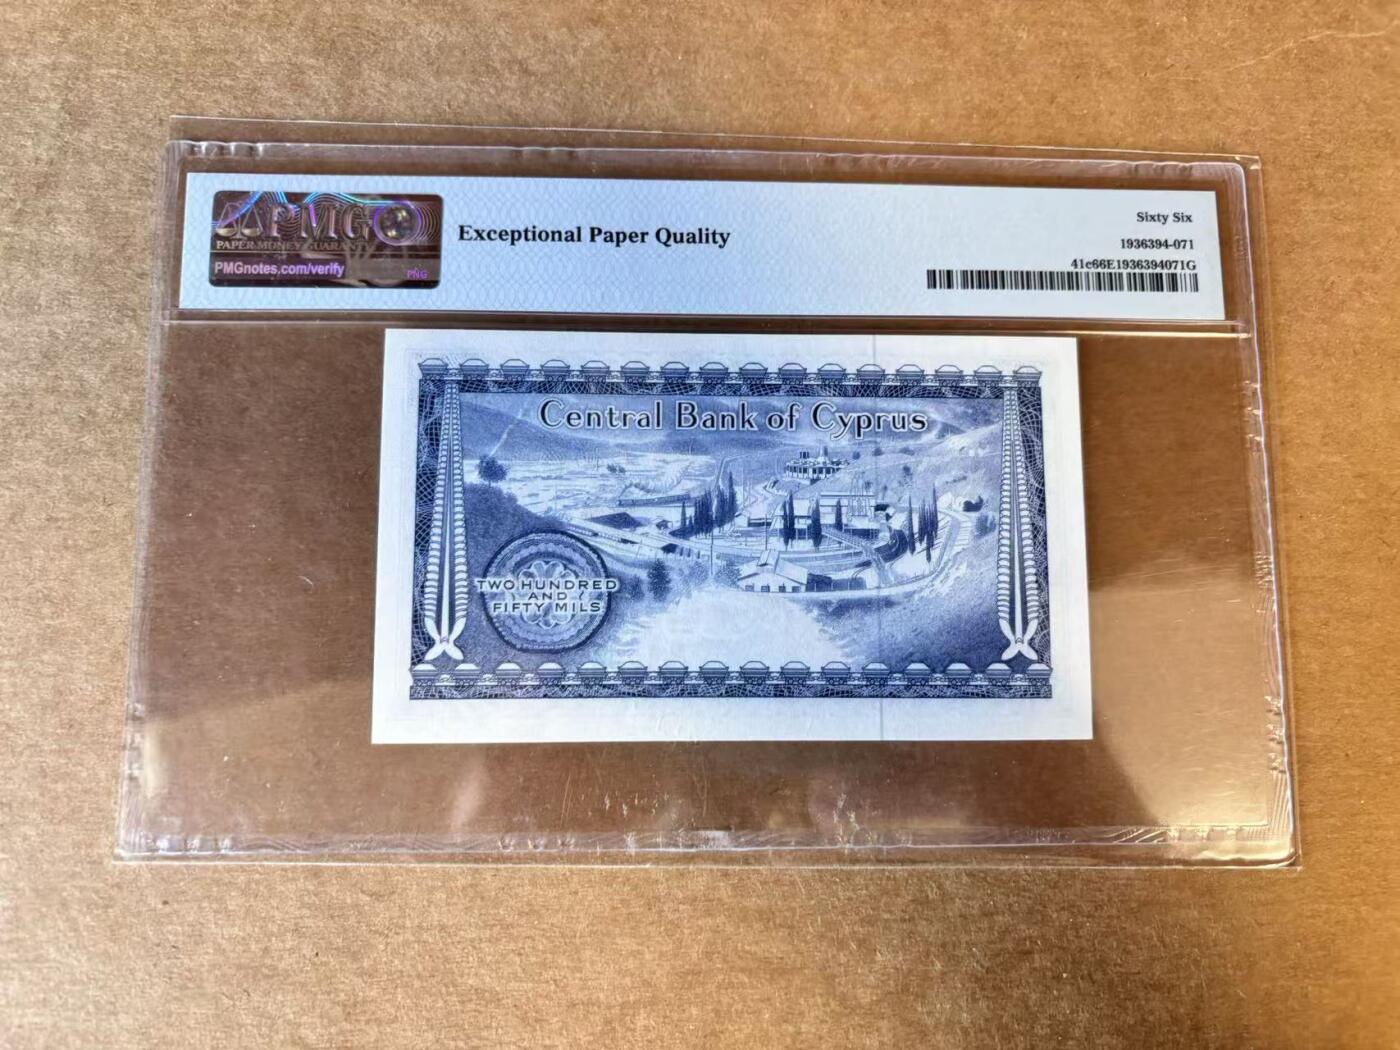 PMG
PAPER MONEY GUARANTY
PMGnotes.com/verify
PNG
Exceptional Paper Quality
Sixty Six
1936394-071
41c66E1936394071G
Central Bank of Cyprus
TWO HUNDRED
AND
FIFTY MILS